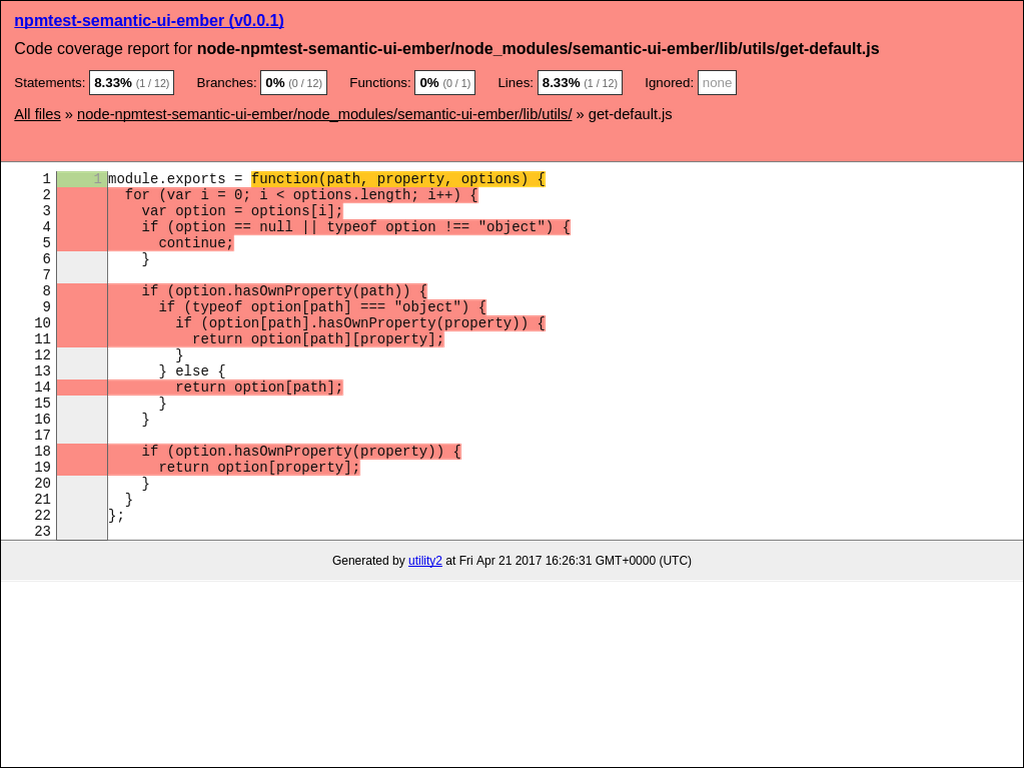 npmtest-semantic-ui-ember (v0.0.1)
Code coverage report for node-npmtest-semantic-ui-ember/node_modules/semantic-ui-ember/lib/utils/get-default.js
Statements: 8.33% (1 / 12) Branches: 0% (0 / 12) Functions: 0% (0 / 1) Lines: 8.33% (1 / 12) Ignored: none
All files » node-npmtest-semantic-ui-ember/node_modules/semantic-ui-ember/lib/utils/ » get-default.js
1 1 module.exports = function(path, property, options) {
2   for (var i = 0; i < options.length; i++) {
3     var option = options[i];
4     if (option == null || typeof option !== "object") {
5       continue;
6     }
7
8     if (option.hasOwnProperty(path)) {
9       if (typeof option[path] === "object") {
10         if (option[path].hasOwnProperty(property)) {
11           return option[path][property];
12         }
13       } else {
14         return option[path];
15       }
16     }
17
18     if (option.hasOwnProperty(property)) {
19       return option[property];
20     }
21   }
22 };
23
Generated by utility2 at Fri Apr 21 2017 16:26:31 GMT+0000 (UTC)